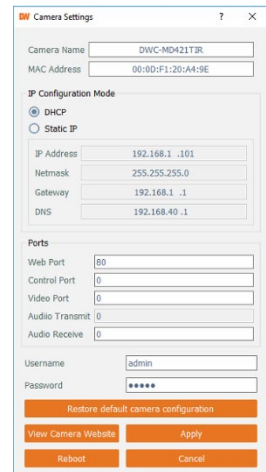 DW Camera Settings ? ×
Camera Name DWC-MD421TIR
MAC Address 00:0D:F1:20:A4:9E
IP Configuration Mode
DHCP
Static IP
IP Address 192.168.1 .101
Netmask 255.255.255.0
Gateway 192.168.1 .1
DNS 192.168.40 .1
Ports
Web Port 80
Control Port 0
Video Port 0
Audiio Transmit 0
Audio Receive 0
Username admin
Password •••••
Restore default camera configuration
View Camera Website Apply
Reboot Cancel